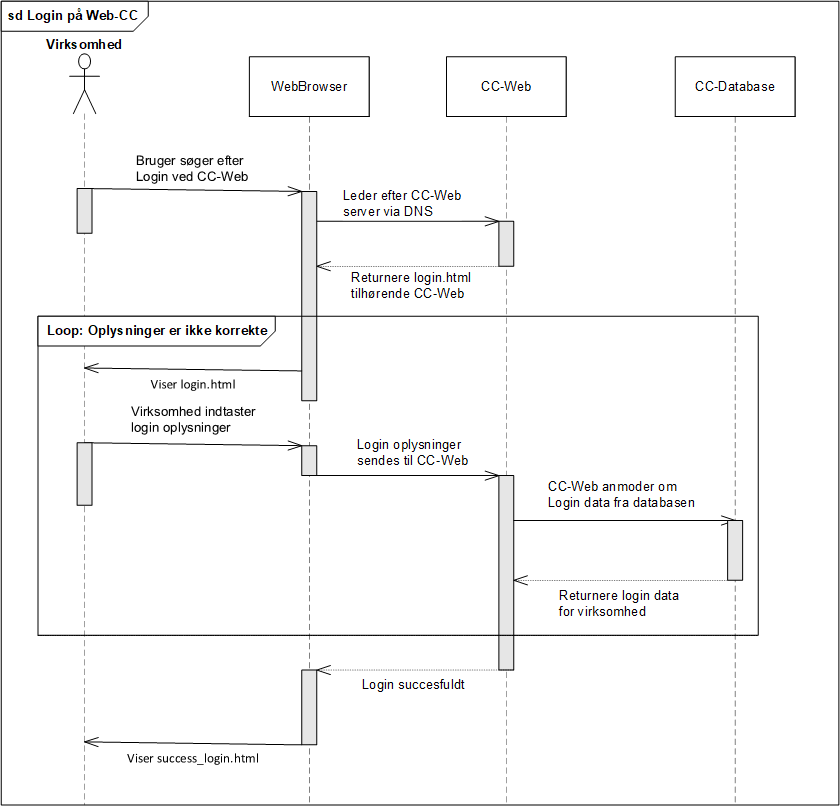 sd Login på Web-CC
Virksomhed
WebBrowser
CC-Web
CC-Database
Bruger søger efter
Login ved CC-Web
Leder efter CC-Web
server via DNS
Returnere login.html
tilhørende CC-Web
Loop: Oplysninger er ikke korrekte
Viser login.html
Virksomhed indtaster
login oplysninger
Login oplysninger
sendes til CC-Web
CC-Web anmoder om
Login data fra databasen
Returnere login data
for virksomhed
Login succesfuldt
Viser success_login.html